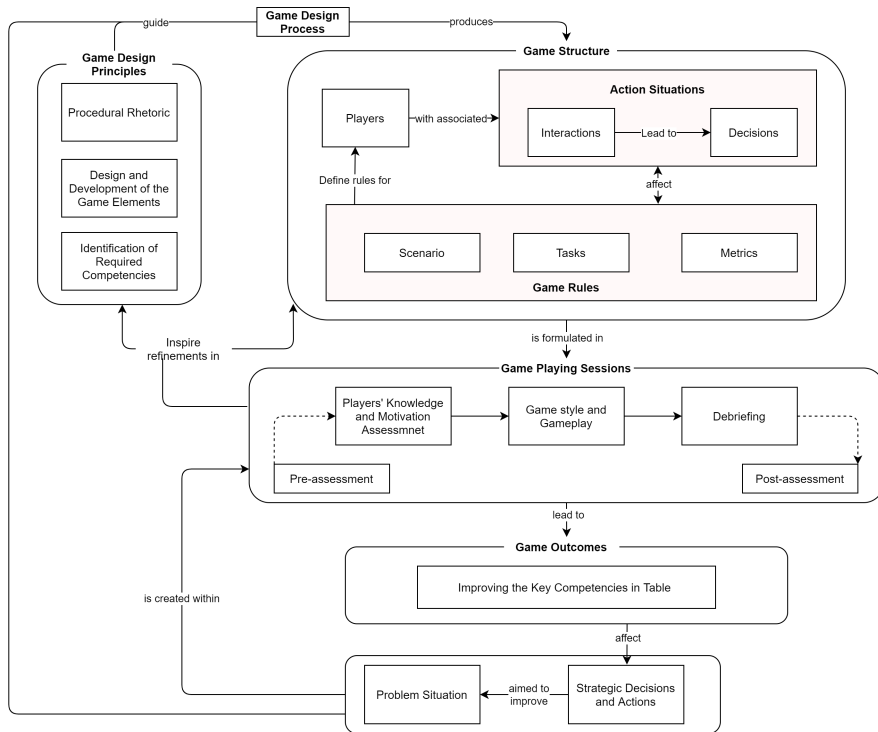 guide
Game Design
Process
produces
Game Design
Principles
Procedural Rhetoric
Design and
Development of the
Game Elements
Identification of
Required
Competencies
Game Structure
Players
with associated
Action Situations
Interactions
Lead to
Decisions
Define rules for
affect
Scenario
Tasks
Metrics
Game Rules
Inspire
refinements in
is formulated in
Game Playing Sessions
Players' Knowledge
and Motivation
Assessmnet
Game style and
Gameplay
Debriefing
Pre-assessment
Post-assessment
lead to
Game Outcomes
Improving the Key Competencies in Table
is created within
affect
Problem Situation
aimed to
improve
Strategic Decisions
and Actions